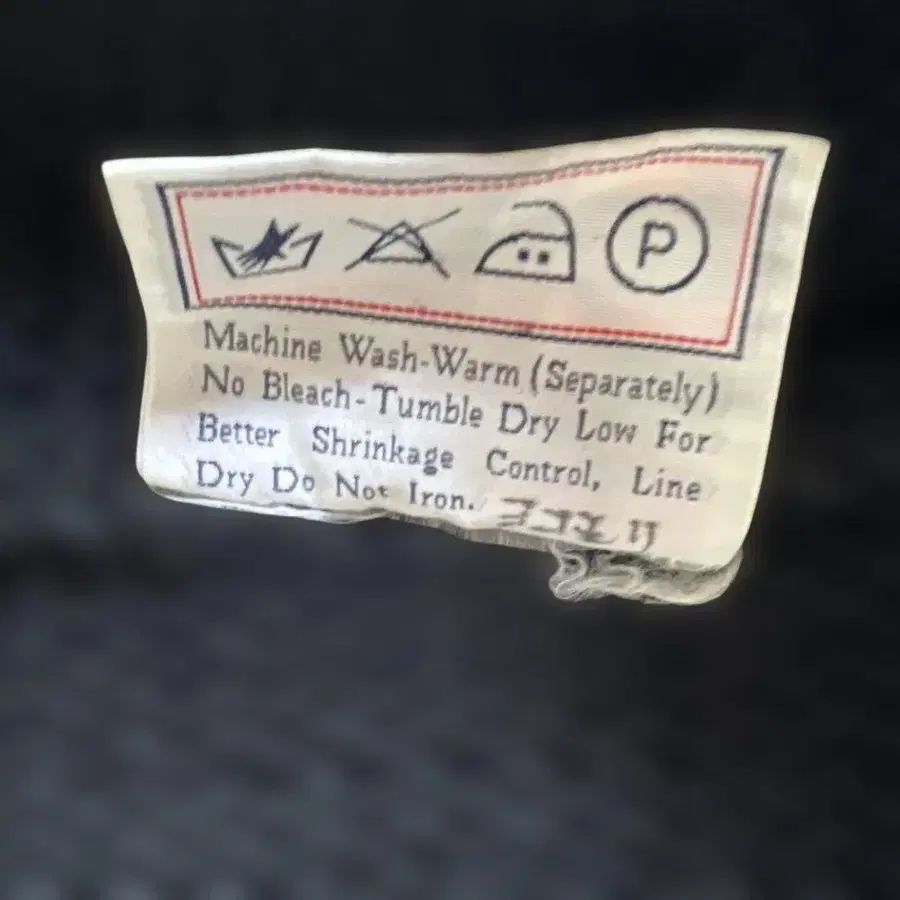 P
Machine Wash-Warm (Separately)
No Bleach-Tumble Dry Low For
Better Shrinkage Control, Line
Dry Do Not Iron.